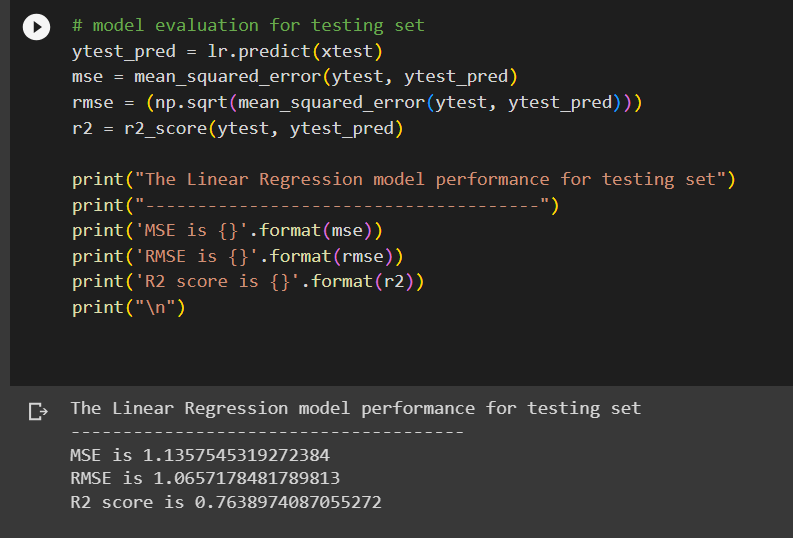 # model evaluation for testing set
ytest_pred = lr.predict(xtest)
mse = mean_squared_error(ytest, ytest_pred)
rmse = (np.sqrt(mean_squared_error(ytest, ytest_pred)))
r2 = r2_score(ytest, ytest_pred)
print("The Linear Regression model performance for testing set")
print("--------------------------------------")
print('MSE is {}'.format(mse))
print('RMSE is {}'.format(rmse))
print('R2 score is {}'.format(r2))
print("\n")
The Linear Regression model performance for testing set
--------------------------------------
MSE is 1.1357545319272384
RMSE is 1.0657178481789813
R2 score is 0.7638974087055272